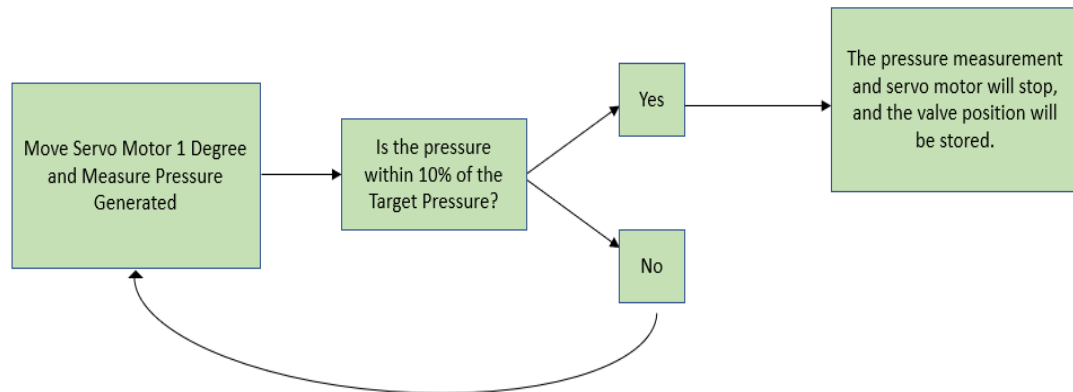 Move Servo Motor 1 Degree
and Measure Pressure
Generated
Is the pressure
within 10% of the
Target Pressure?
Yes
No
The pressure measurement
and servo motor will stop,
and the valve position will
be stored.